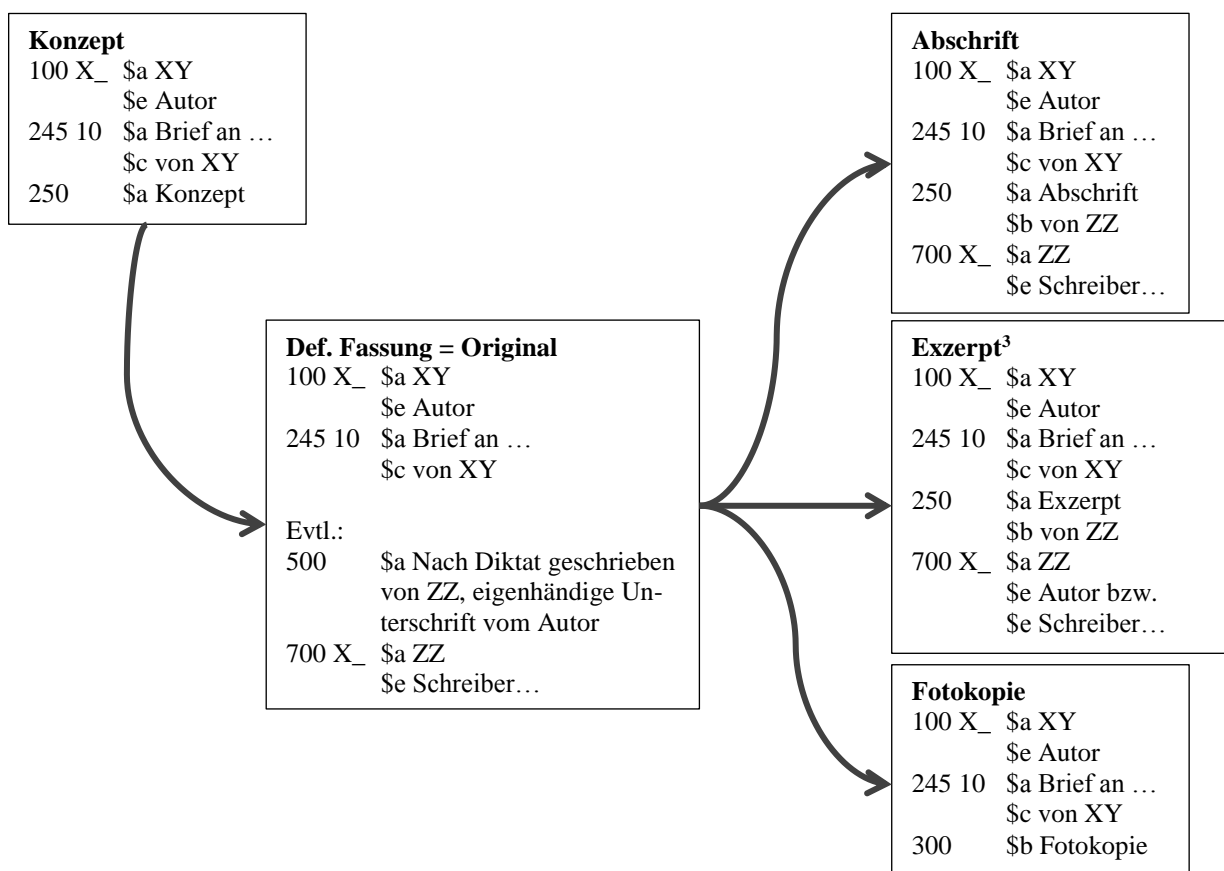 Konzept
100 X_ $a XY
$e Autor
245 10 $a Brief an …
$c von XY
250 $a Konzept
Def. Fassung = Original
100 X_ $a XY
$e Autor
245 10 $a Brief an …
$c von XY
Evtl.:
500 $a Nach Diktat geschrieben
von ZZ, eigenhändige Un-
terschrift vom Autor
700 X_ $a ZZ
$e Schreiber…
Abschrift
100 X_ $a XY
$e Autor
245 10 $a Brief an …
$c von XY
250 $a Abschrift
$b von ZZ
700 X_ $a ZZ
$e Schreiber…
Exzerpt³
100 X_ $a XY
$e Autor
245 10 $a Brief an …
$c von XY
250 $a Exzerpt
$b von ZZ
700 X_ $a ZZ
$e Autor bzw.
$e Schreiber…
Fotokopie
100 X_ $a XY
$e Autor
245 10 $a Brief an …
$c von XY
300 $b Fotokopie